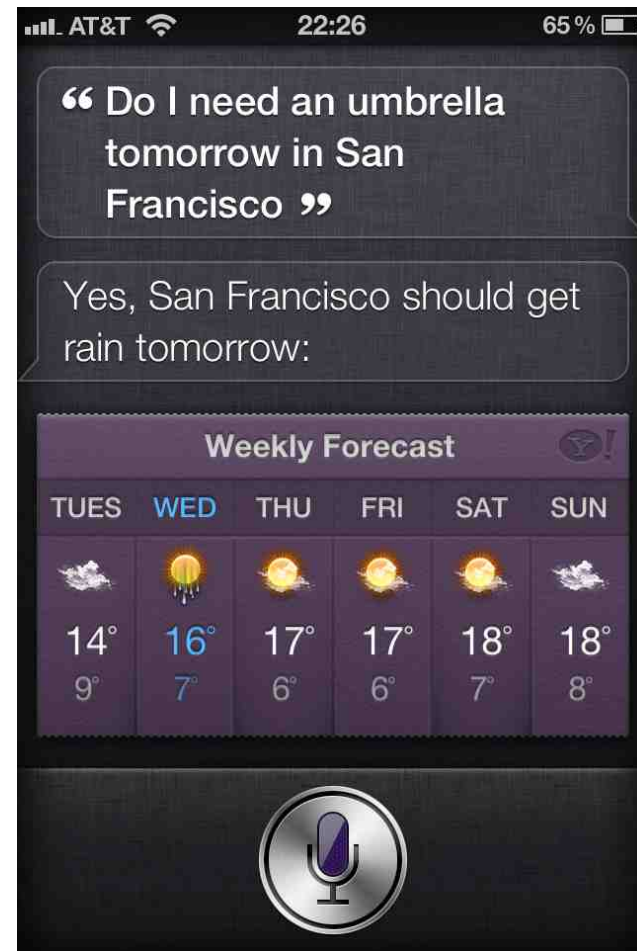 AT&T 22:26 65%
“ Do I need an umbrella
tomorrow in San
Francisco ”
Yes, San Francisco should get
rain tomorrow:
Weekly Forecast Y!
TUES WED THU FRI SAT SUN
14° 16° 17° 17° 18° 18°
9° 7° 6° 6° 7° 8°